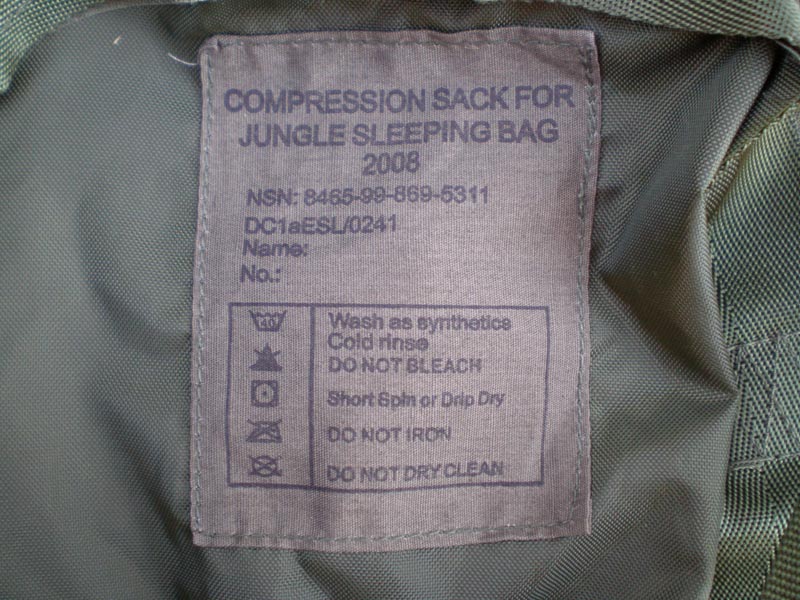 COMPRESSION SACK FOR
JUNGLE SLEEPING BAG
2008
NSN: 8465-99-869-5311
DC1aESL/0241
Name:
No.:
40
Wash as synthetics
Cold rinse
DO NOT BLEACH
Short Spin or Drip Dry
DO NOT IRON
DO NOT DRY CLEAN